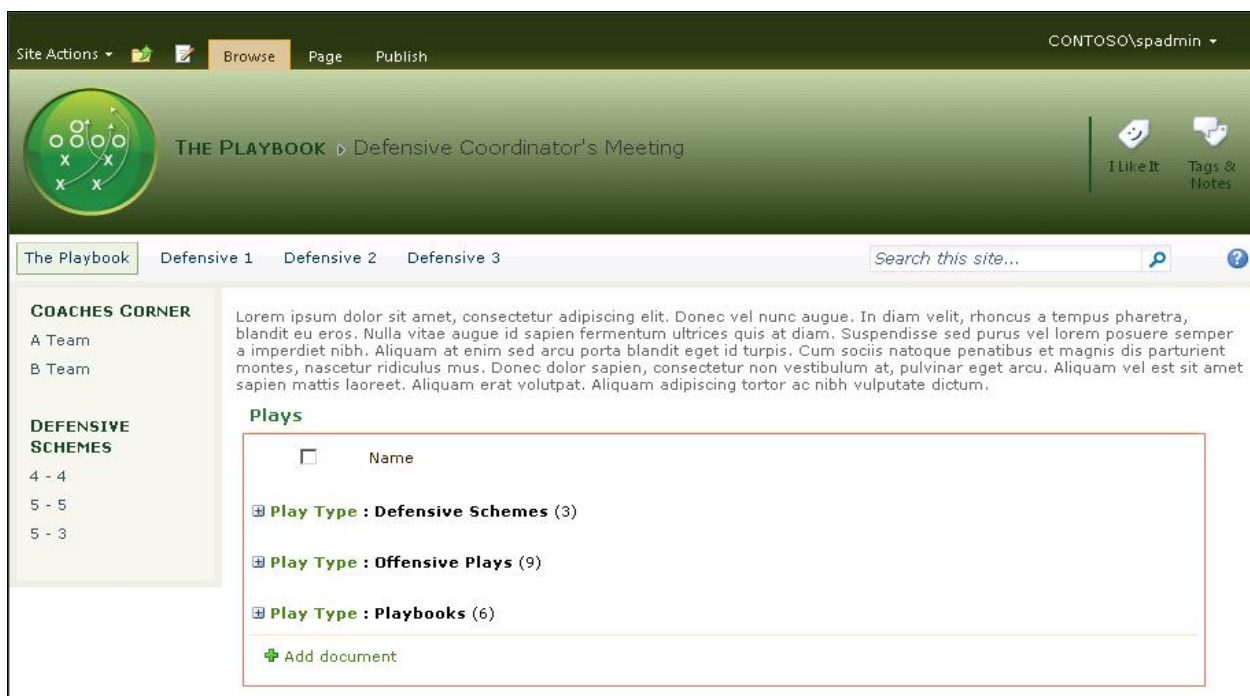 CONTOSO\spadmin
Site Actions Browse Page Publish
THE PLAYBOOK Defensive Coordinator's Meeting
I Like It
Tags &
Notes
The Playbook Defensive 1 Defensive 2 Defensive 3 Search this site...
COACHES CORNER
A Team
B Team
DEFENSIVE
SCHEMES
4 - 4
5 - 5
5 - 3
Lorem ipsum dolor sit amet, consectetur adipiscing elit. Donec vel nunc augue. In diam velit, rhoncus a tempus pharetra,
blandit eu eros. Nulla vitae augue id sapien fermentum ultrices quis at diam. Suspendisse sed purus vel lorem posuere semper
a imperdiet nibh. Aliquam at enim sed arcu porta blandit eget id turpis. Cum sociis natoque penatibus et magnis dis parturient
montes, nascetur ridiculus mus. Donec dolor sapien, consectetur non vestibulum at, pulvinar eget arcu. Aliquam vel est sit amet
sapien mattis laoreet. Aliquam erat volutpat. Aliquam adipiscing tortor ac nibh vulputate dictum.
Plays
Name
Play Type : Defensive Schemes (3)
Play Type : Offensive Plays (9)
Play Type : Playbooks (6)
Add document